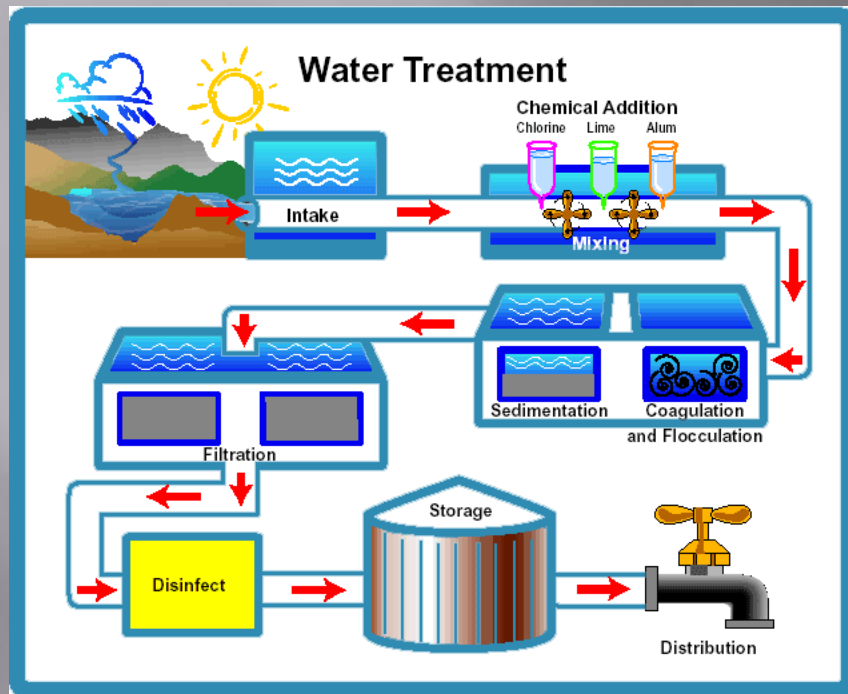 Water Treatment
Chemical Addition
Chlorine Lime Alum
Intake
Mixing
Sedimentation
Coagulation
and Flocculation
Filtration
Storage
Disinfect
Distribution